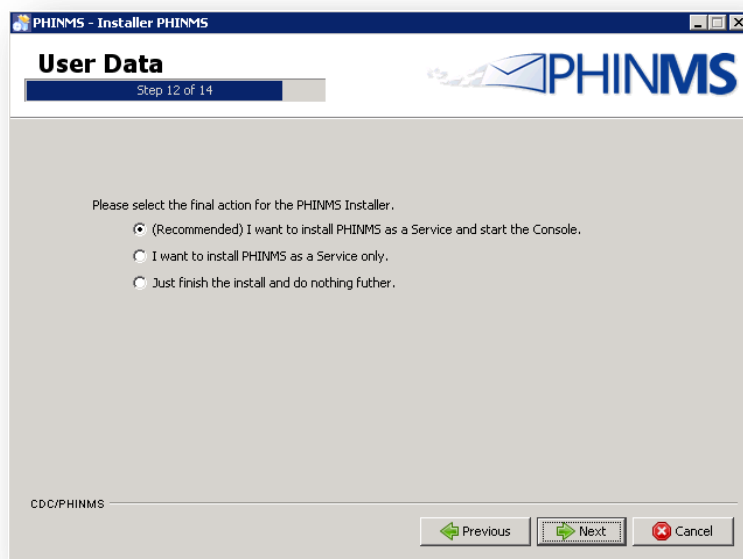 PHINMS - Installer PHINMS
User Data
Step 12 of 14
PHINMS
Please select the final action for the PHINMS Installer.
(Recommended) I want to install PHINMS as a Service and start the Console.
I want to install PHINMS as a Service only.
Just finish the install and do nothing futher.
CDC/PHINMS
Previous
Next
Cancel